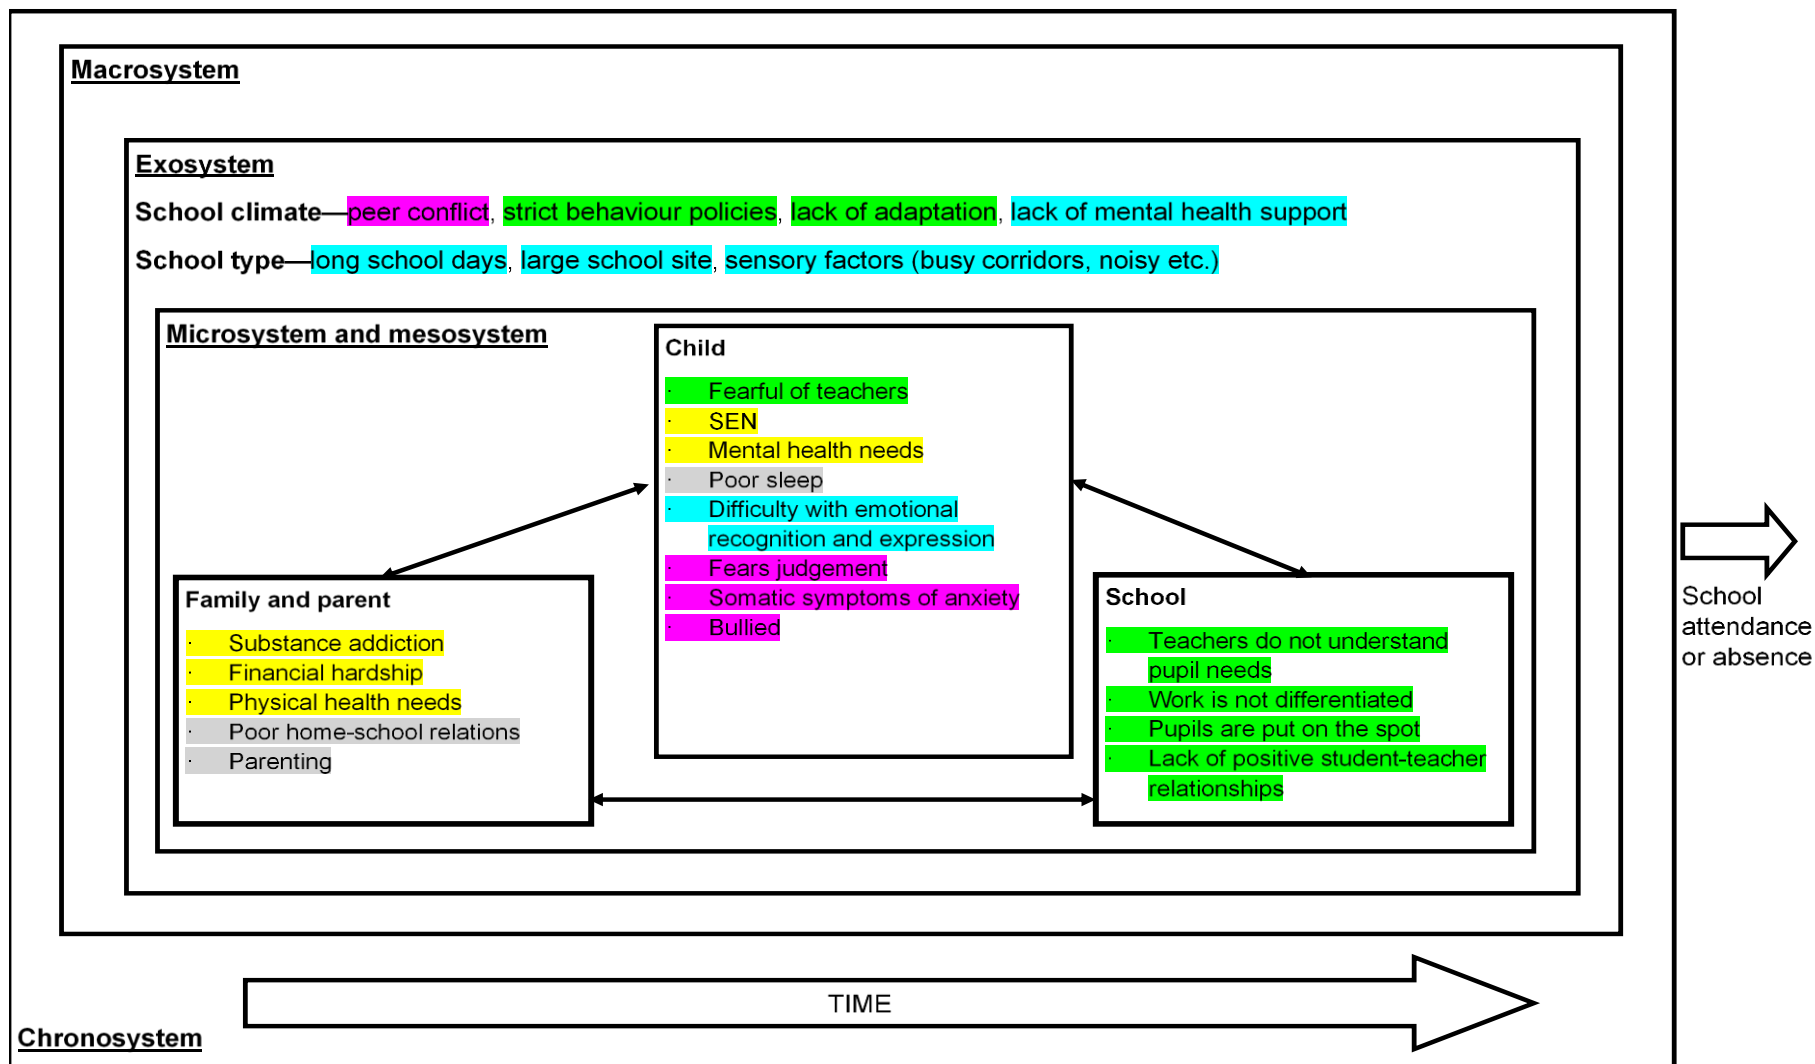 Macrosystem
Exosystem
School climate—peer conflict, strict behaviour policies, lack of adaptation, lack of mental health support
School type—long school days, large school site, sensory factors (busy corridors, noisy etc.)
Microsystem and mesosystem
Child
· Fearful of teachers
· SEN
· Mental health needs
· Poor sleep
· Difficulty with emotional
recognition and expression
· Fears judgement
· Somatic symptoms of anxiety
· Bullied
Family and parent
· Substance addiction
· Financial hardship
· Physical health needs
· Poor home-school relations
· Parenting
School
· Teachers do not understand
pupil needs
· Work is not differentiated
· Pupils are put on the spot
· Lack of positive student-teacher
relationships
School
attendance
or absence
TIME
Chronosystem